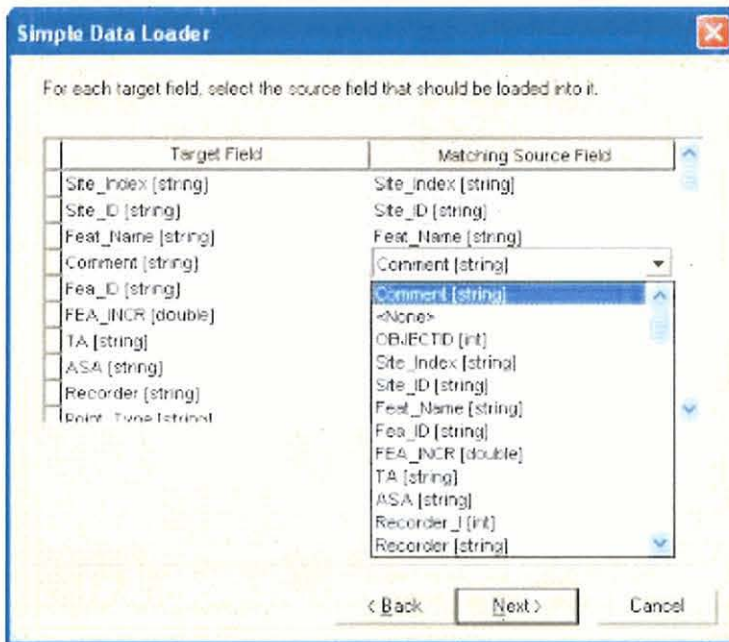 Simple Data Loader
For each target field, select the source field that should be loaded into it.
Target Field Matching Source Field
Site_Index [string] Site_Index [string]
Site_ID [string] Site_ID [string]
Feat_Name [string] Feat_Name [string]
Comment [string] Comment [string]
Fea_ID [string] Comment [string]
FEA_INCR [double] <None>
TA [string] OBJECTID [int]
ASA [string] Site_Index [string]
Recorder [string] Site_ID [string]
Point_Type [string] Feat_Name [string]
Fea_ID [string]
FEA_INCR [double]
TA [string]
ASA [string]
Recorder_I [int]
Recorder [string]
< Back Next > Cancel